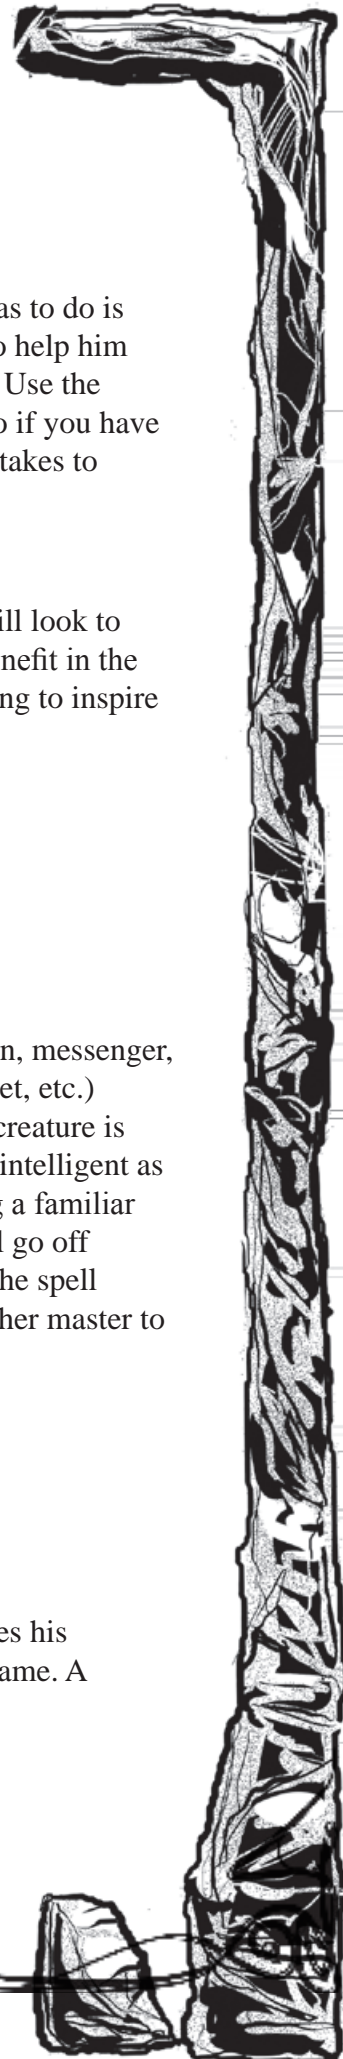 as to do is
o help him
Use the
o if you have
takes to
ill look to
nefit in the
ng to inspire
n, messenger,
et, etc.)
creature is
intelligent as
g a familiar
l go off
he spell
her master to
es his
ame. A